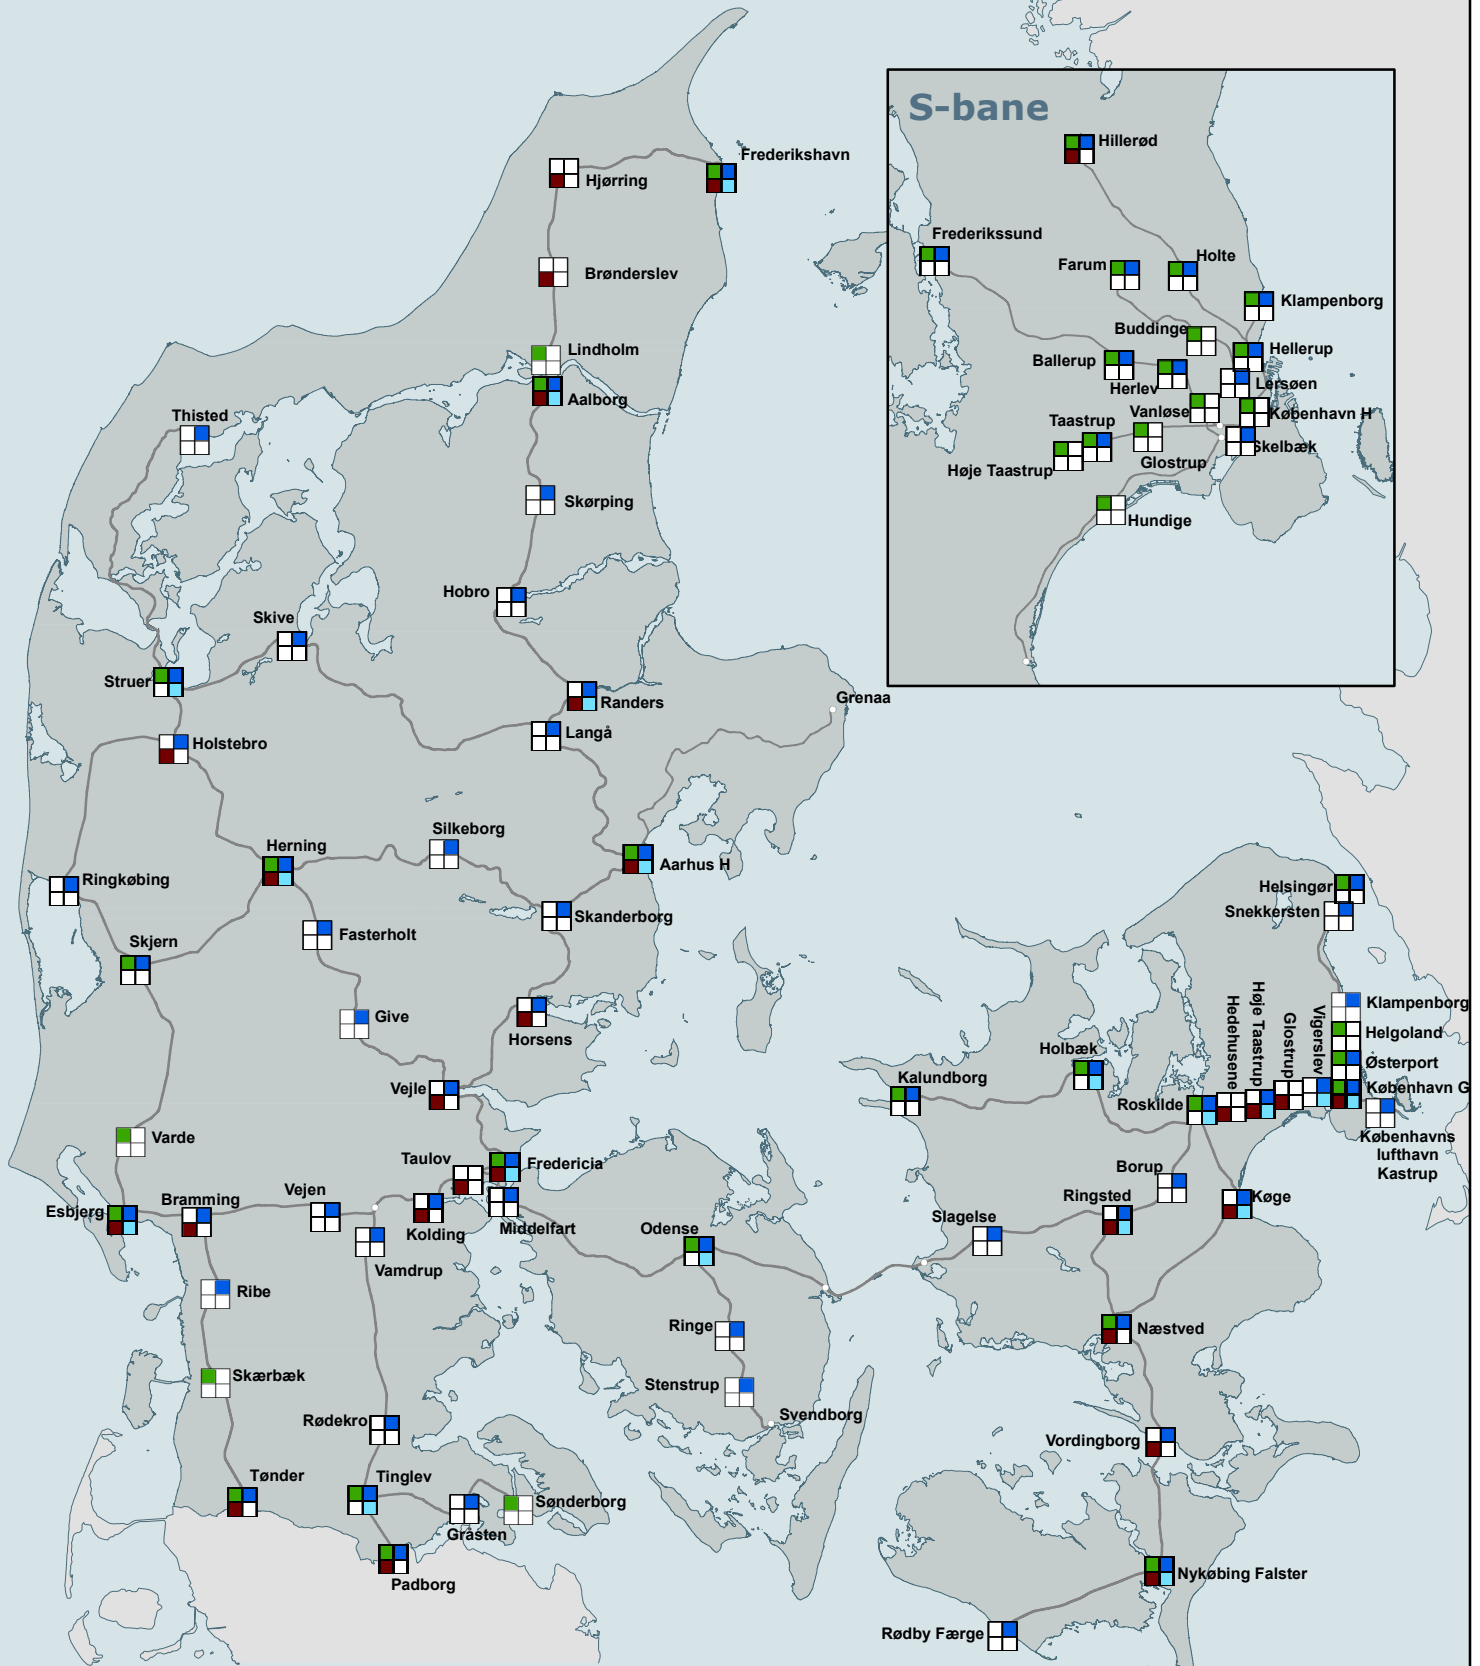 S-bane
Hillerød
Frederikssund
Farum
Holte
Klampenborg
Buddinge
Hellerup
Ballerup
Herlev
Lersøen
Vanløse
København H
Taastrup
Skelbæk
Glostrup
Høje Taastrup
Hundige
Frederikshavn
Hjørring
Brønderslev
Lindholm
Aalborg
Thisted
Skørping
Hobro
Skive
Struer
Randers
Grenaa
Langå
Holstebro
Silkeborg
Herning
Aarhus H
Ringkøbing
Skanderborg
Fasterholt
Skjern
Give
Horsens
Vejle
Varde
Taulov
Fredericia
Bramming
Vejen
Esbjerg
Kolding
Middelfart
Odense
Vamdrup
Ribe
Ringe
Skærbæk
Stenstrup
Svendborg
Rødekro
Tønder
Tinglev
Sønderborg
Gråsten
Padborg
Helsingør
Snekkersten
Klampenborg
Helgoland
Østerport
København G
Københavns
lufthavn
Kastrup
Vigerslev
Glostrup
Høje Taastrup
Hedehusene
Holbæk
Kalundborg
Roskilde
Borup
Ringsted
Køge
Slagelse
Næstved
Vordingborg
Nykøbing Falster
Rødby Færge